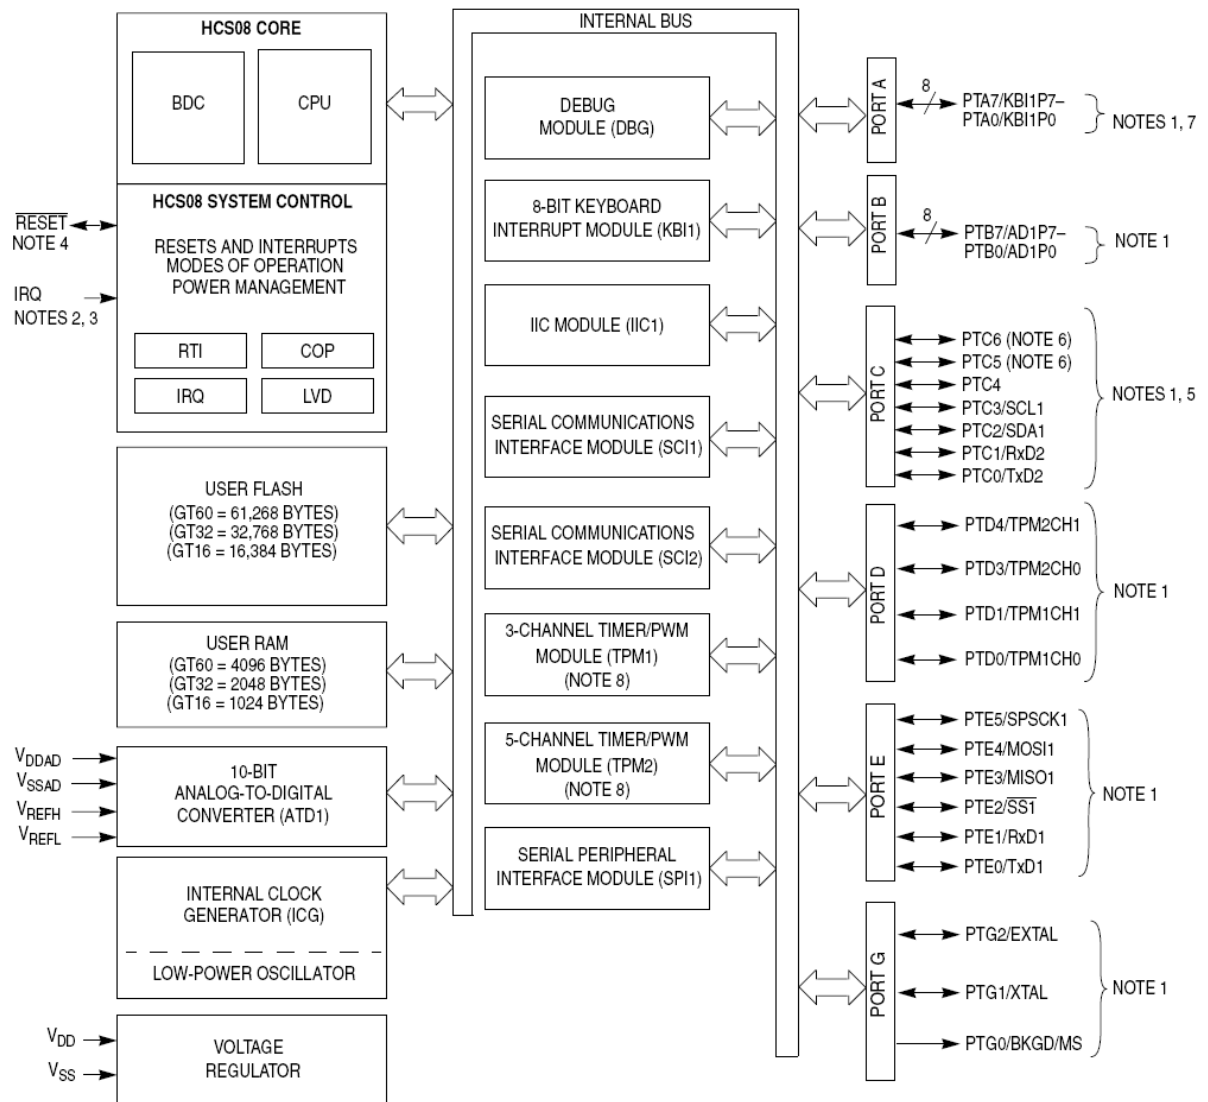 HCS08 CORE
BDC
CPU
HCS08 SYSTEM CONTROL
RESETS AND INTERRUPTS
MODES OF OPERATION
POWER MANAGEMENT
RTI
COP
IRQ
LVD
RESET
NOTE 4
IRQ
NOTES 2, 3
USER FLASH
(GT60 = 61,268 BYTES)
(GT32 = 32,768 BYTES)
(GT16 = 16,384 BYTES)
USER RAM
(GT60 = 4096 BYTES)
(GT32 = 2048 BYTES)
(GT16 = 1024 BYTES)
VDDAD
VSSAD
VREFH
VREFL
10-BIT
ANALOG-TO-DIGITAL
CONVERTER (ATD1)
INTERNAL CLOCK
GENERATOR (ICG)
LOW-POWER OSCILLATOR
VDD
VSS
VOLTAGE
REGULATOR
INTERNAL BUS
DEBUG
MODULE (DBG)
8-BIT KEYBOARD
INTERRUPT MODULE (KBI1)
IIC MODULE (IIC1)
SERIAL COMMUNICATIONS
INTERFACE MODULE (SCI1)
SERIAL COMMUNICATIONS
INTERFACE MODULE (SCI2)
3-CHANNEL TIMER/PWM
MODULE (TPM1)
(NOTE 8)
5-CHANNEL TIMER/PWM
MODULE (TPM2)
(NOTE 8)
SERIAL PERIPHERAL
INTERFACE MODULE (SPI1)
PORT A
8
PTA7/KBI1P7–
PTA0/KBI1P0
NOTES 1, 7
PORT B
8
PTB7/AD1P7–
PTB0/AD1P0
NOTE 1
PORT C
PTC6 (NOTE 6)
PTC5 (NOTE 6)
PTC4
PTC3/SCL1
PTC2/SDA1
PTC1/RxD2
PTC0/TxD2
NOTES 1, 5
PORT D
PTD4/TPM2CH1
PTD3/TPM2CH0
PTD1/TPM1CH1
PTD0/TPM1CH0
NOTE 1
PORT E
PTE5/SPSCK1
PTE4/MOSI1
PTE3/MISO1
PTE2/SS1
PTE1/RxD1
PTE0/TxD1
NOTE 1
PORT G
PTG2/EXTAL
PTG1/XTAL
PTG0/BKGD/MS
NOTE 1